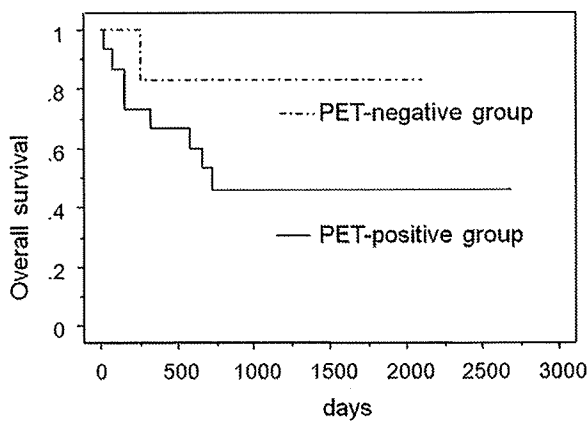 Overall survival
1
.8
.6
.4
.2
0
PET-negative group
PET-positive group
0 500 1000 1500 2000 2500 3000
days